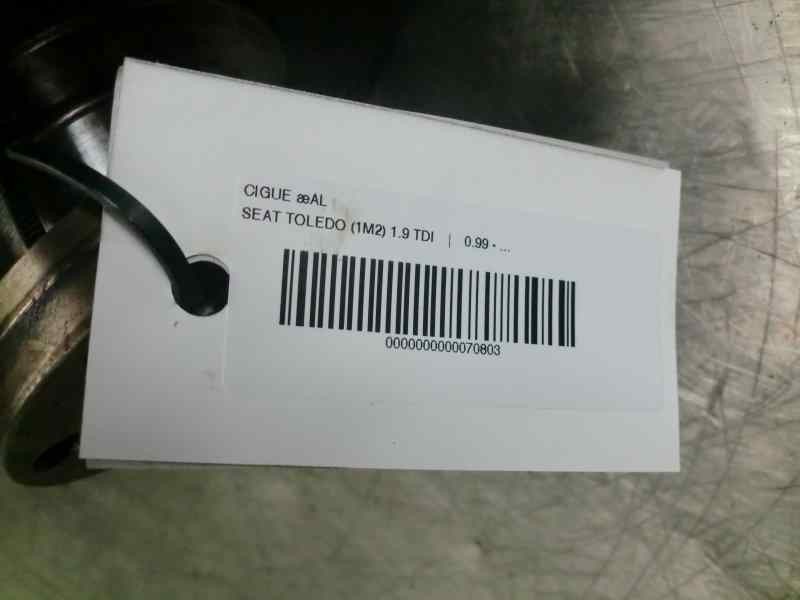 CIGUE æAL
SEAT TOLEDO (1M2) 1.9 TDI | 0.99 • ...
0000000000070803